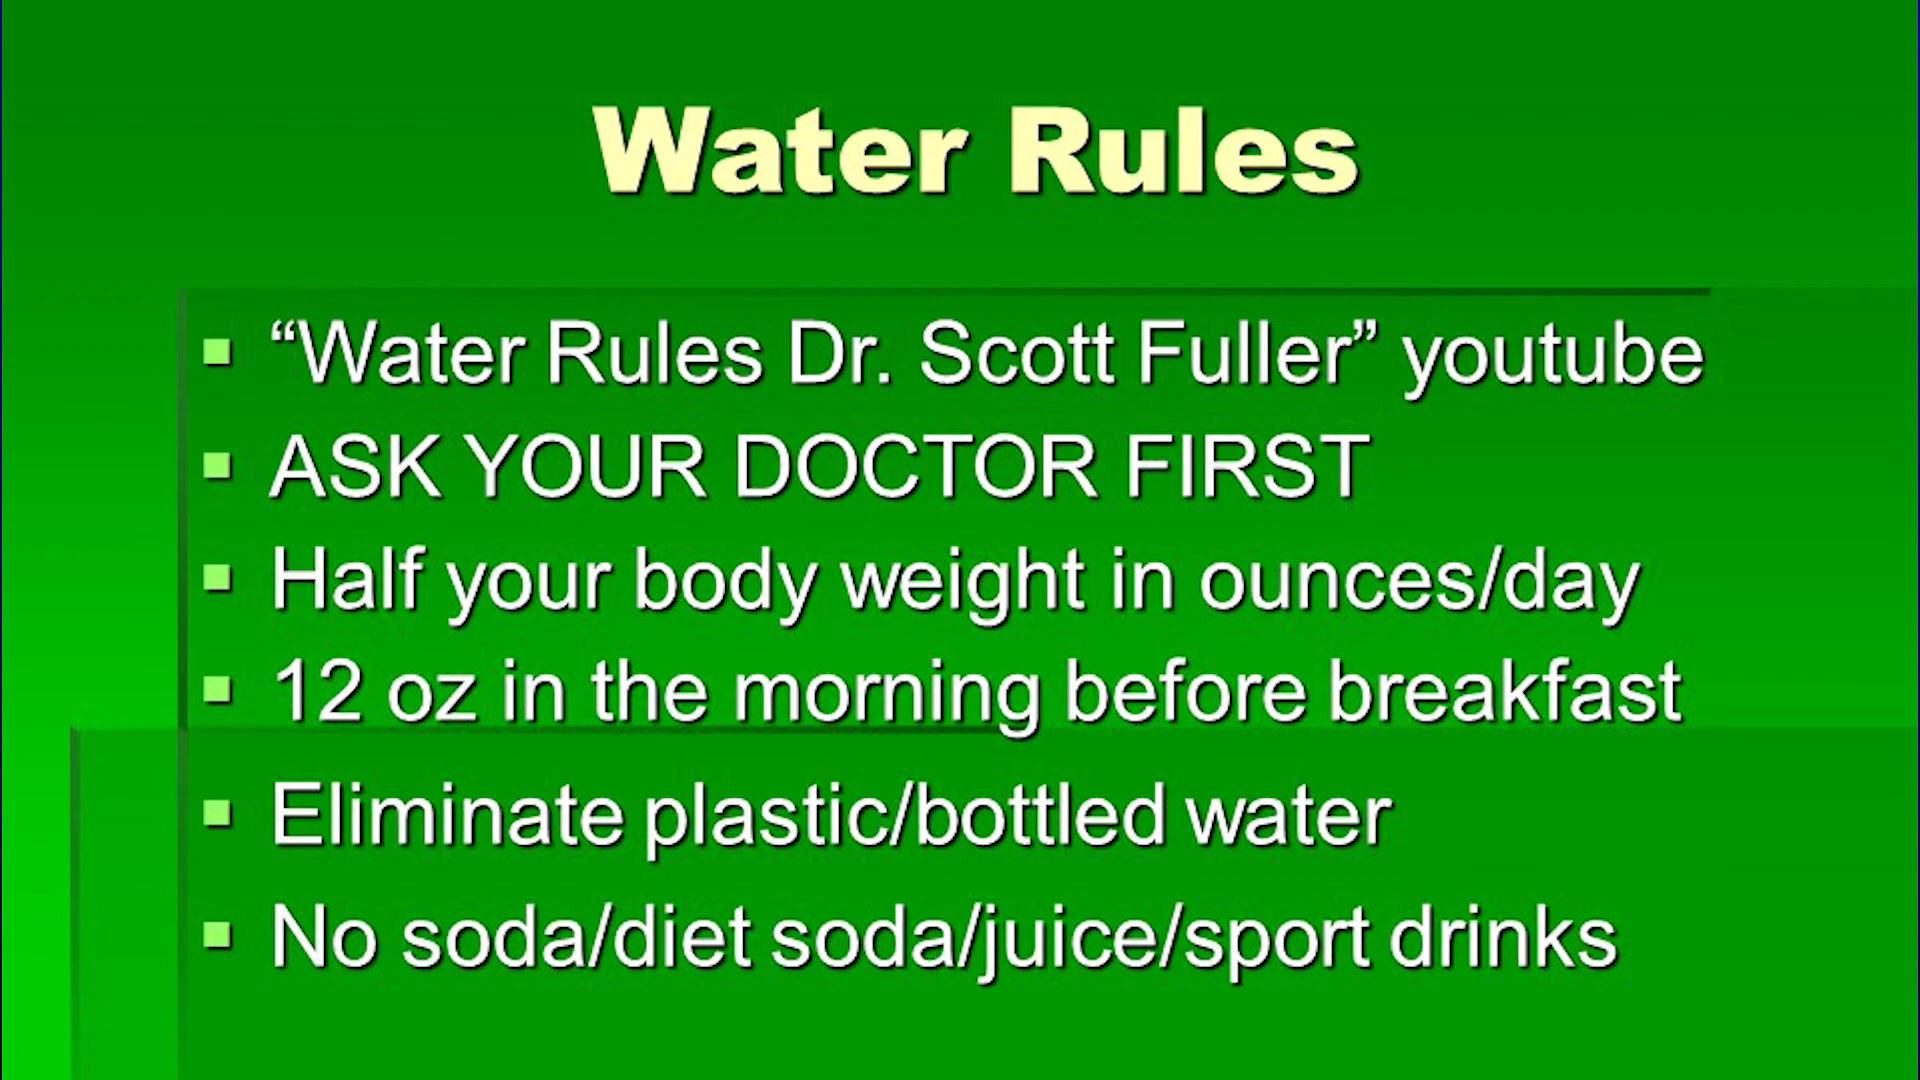 Water Rules
“Water Rules Dr. Scott Fuller” youtube
ASK YOUR DOCTOR FIRST
Half your body weight in ounces/day
12 oz in the morning before breakfast
Eliminate plastic/bottled water
No soda/diet soda/juice/sport drinks